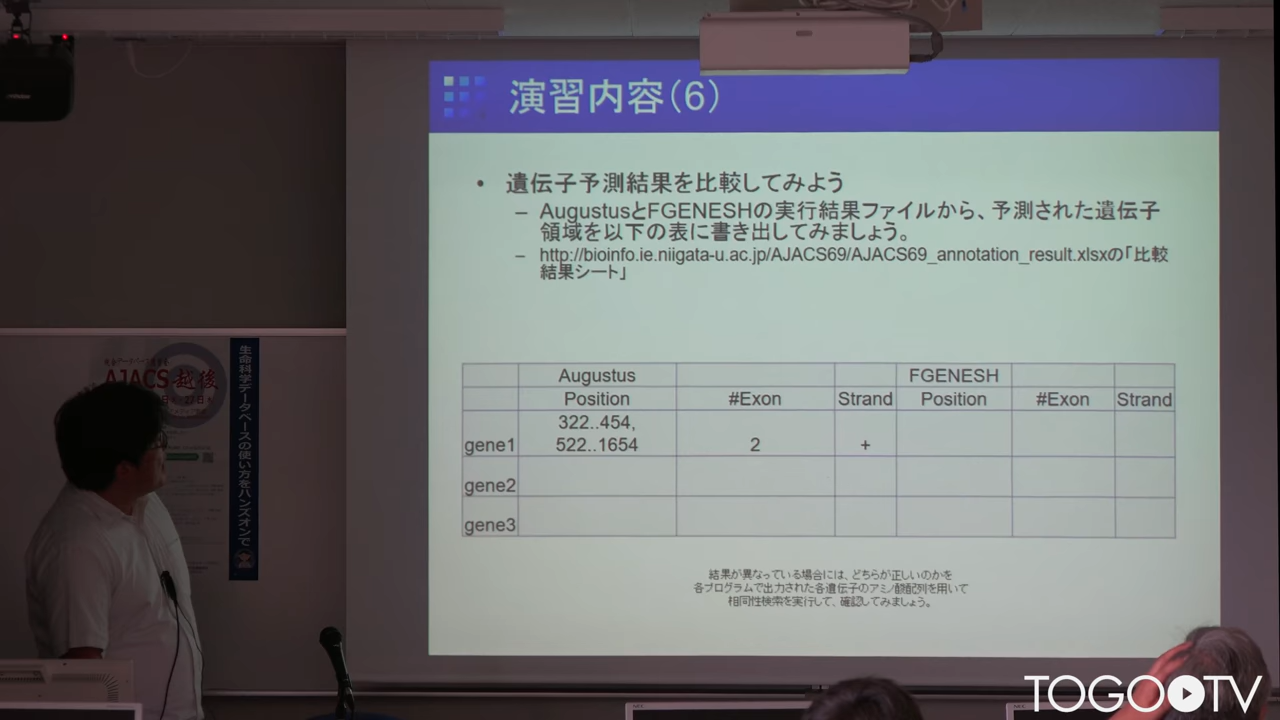 演習内容(6)
• 遺伝子予測結果を比較してみよう
– AugustusとFGENESHの実行結果ファイルから、予測された遺伝子
領域を以下の表に書き出してみましょう。
– http://bioinfo.ie.niigata-u.ac.jp/AJACS69/AJACS69_annotation_result.xlsxの「比較
結果シート」
Augustus FGENESH
Position #Exon Strand Position #Exon Strand
322..454,
gene1 522..1654 2 +
gene2
gene3
結果が異なっている場合には、どちらが正しいのかを
各プログラムで出力された各遺伝子のアミノ酸配列を用いて
相同性検索を実行して、確認してみましょう。
AJACS越後
生命科学データベースの使い方をハンズオンで
TOGOTV